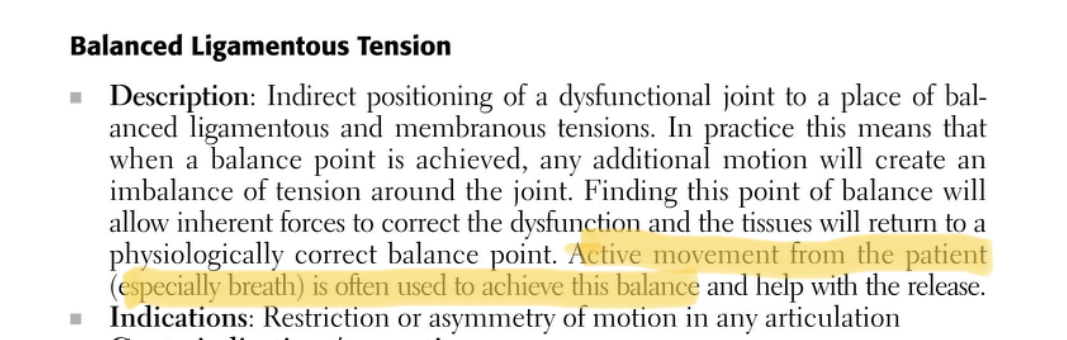 Balanced Ligamentous Tension
Description: Indirect positioning of a dysfunctional joint to a place of bal-
anced ligamentous and membranous tensions. In practice this means that
when a balance point is achieved, any additional motion will create an
imbalance of tension around the joint. Finding this point of balance will
allow inherent forces to correct the dysfunction and the tissues will return to a
physiologically correct balance point. Active movement from the patient
(especially breath) is often used to achieve this balance and help with the release.
Indications: Restriction or asymmetry of motion in any articulation